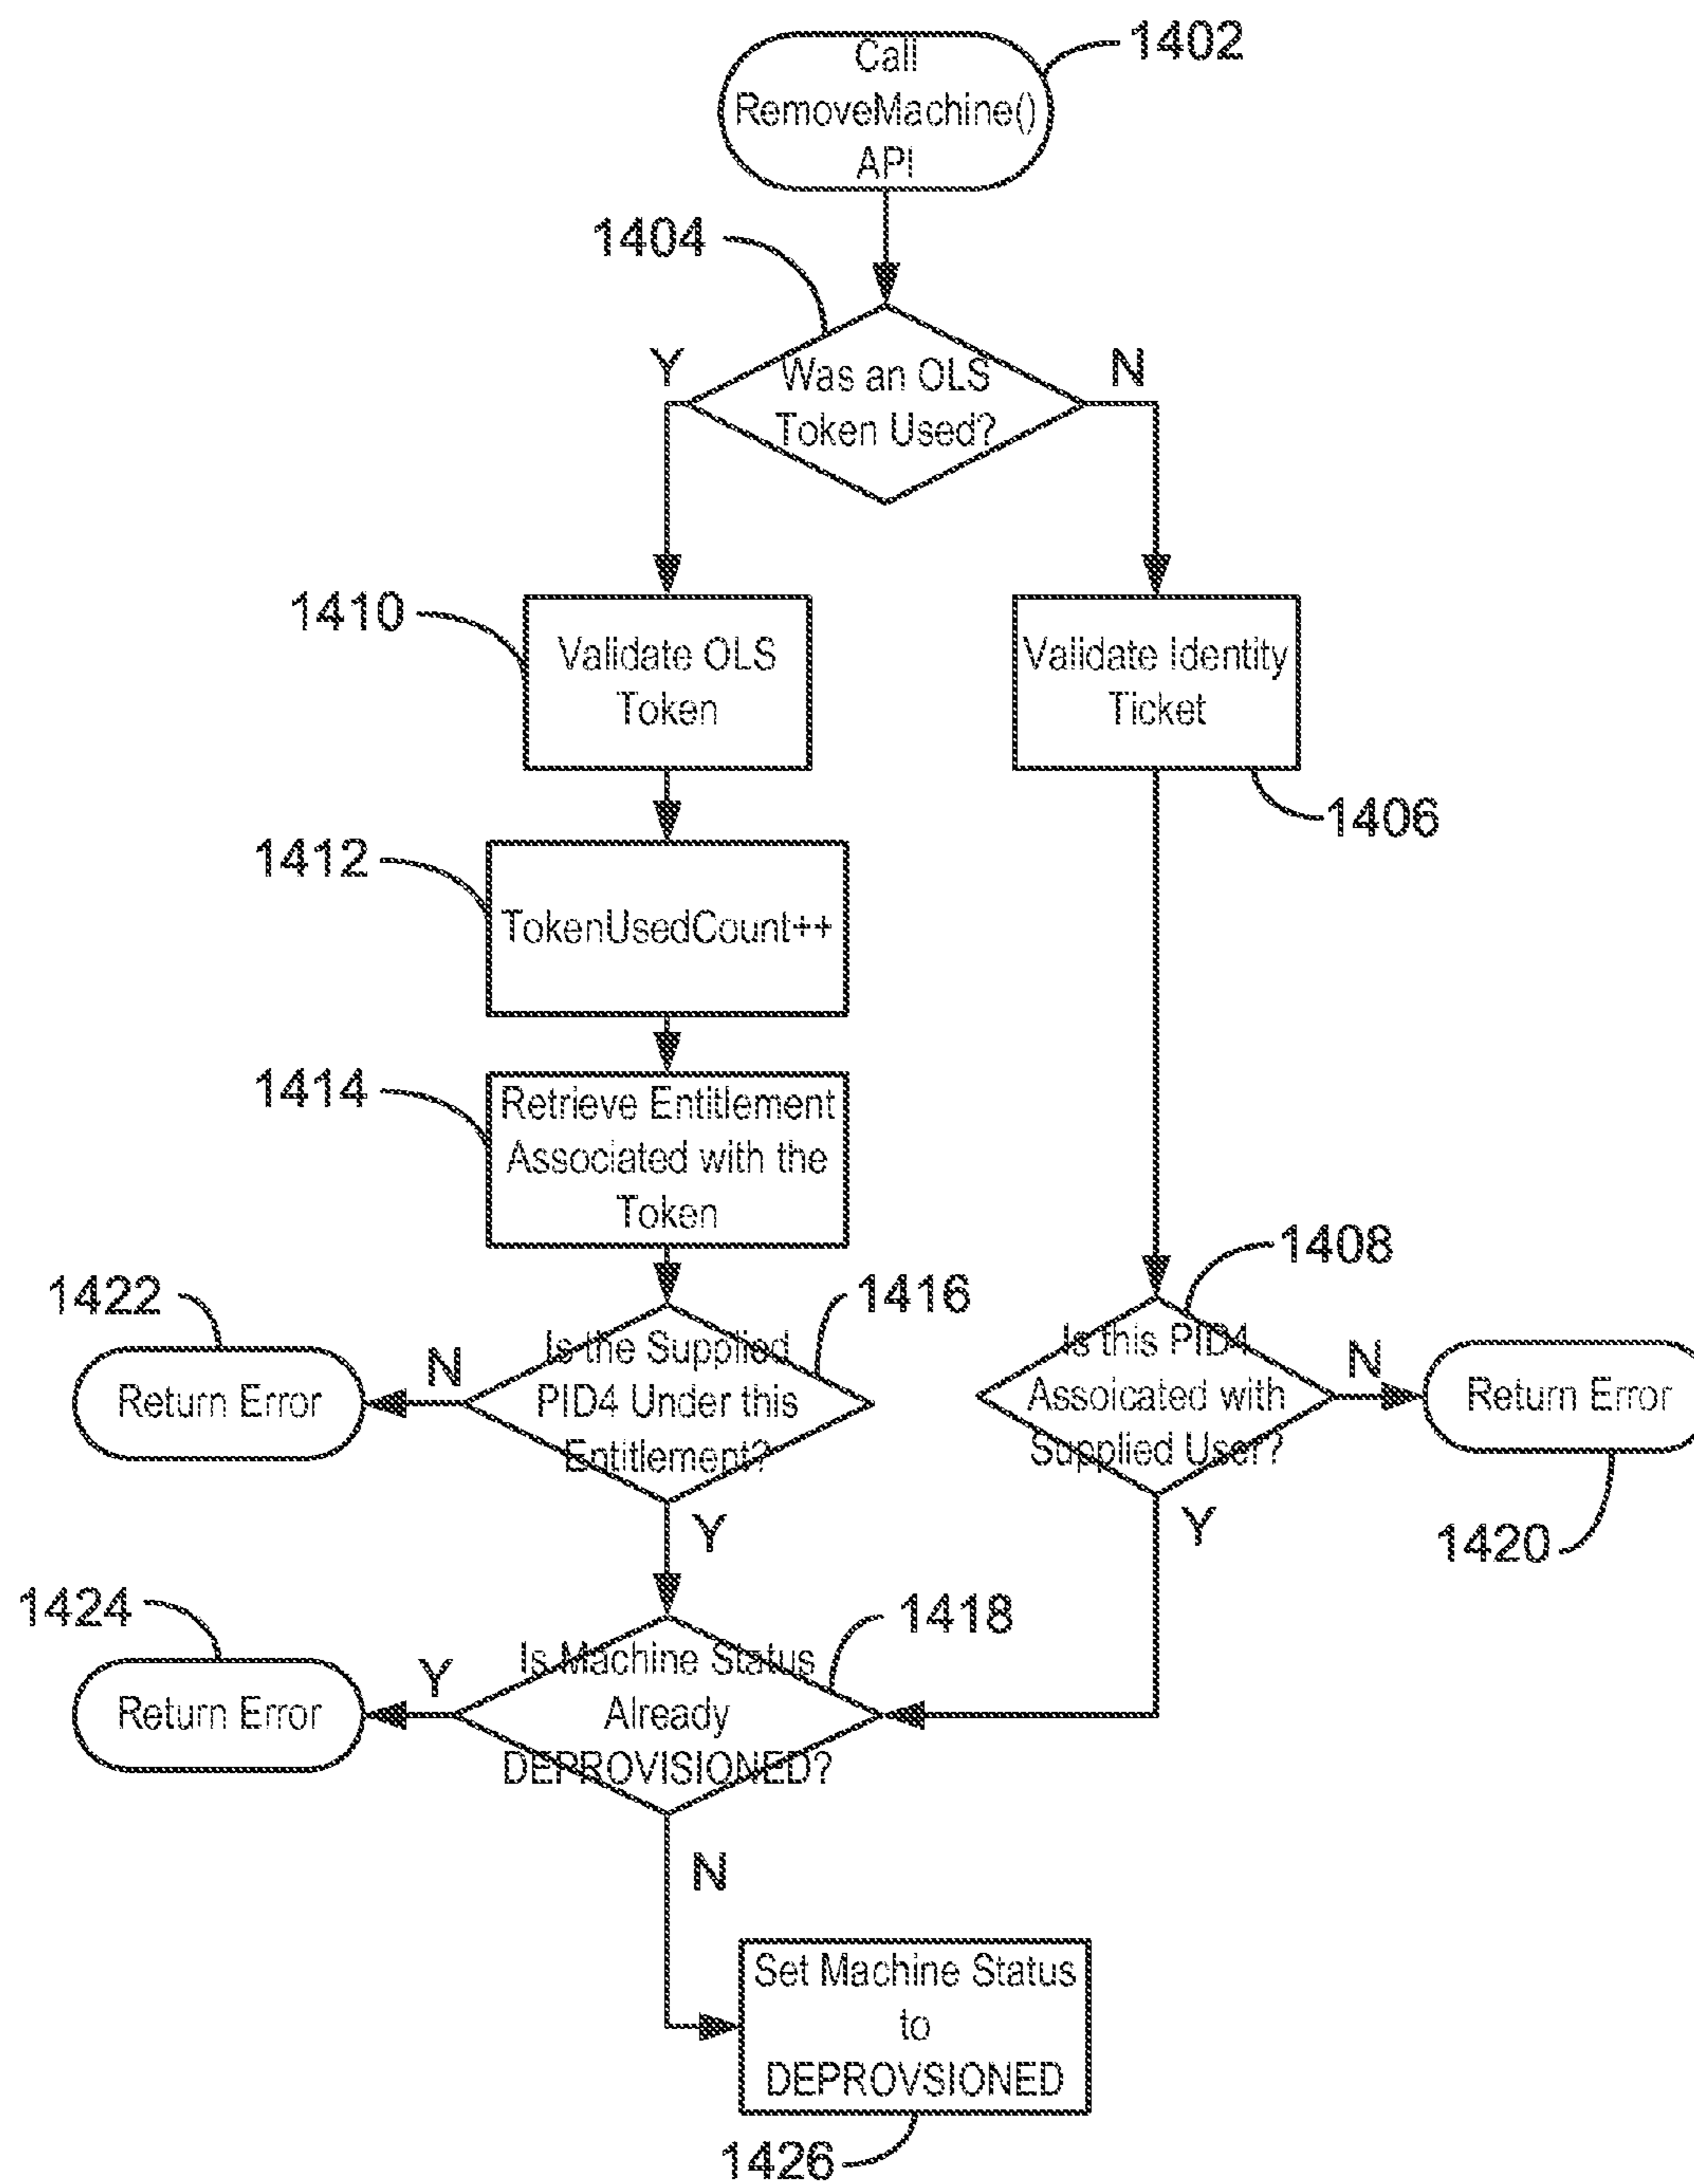 Call
RemoveMachine()
API
1402
1404
Y
Was an OLS
Token Used?
N
1410
Validate OLS
Token
Validate Identity
Ticket
1406
1412
TokenUsedCount++
1414
Retrieve Entitlement
Associated with the
Token
1422
Return Error
N
Is the Supplied
PID4 Under this
Entitlement?
1416
Y
1408
Is this PID4
Assoicated with
Supplied User?
N
Return Error
1420
Y
1424
Return Error
Y
Is Machine Status
Already
DEPROVISIONED?
1418
N
Set Machine Status
to
DEPROVSIONED
1426